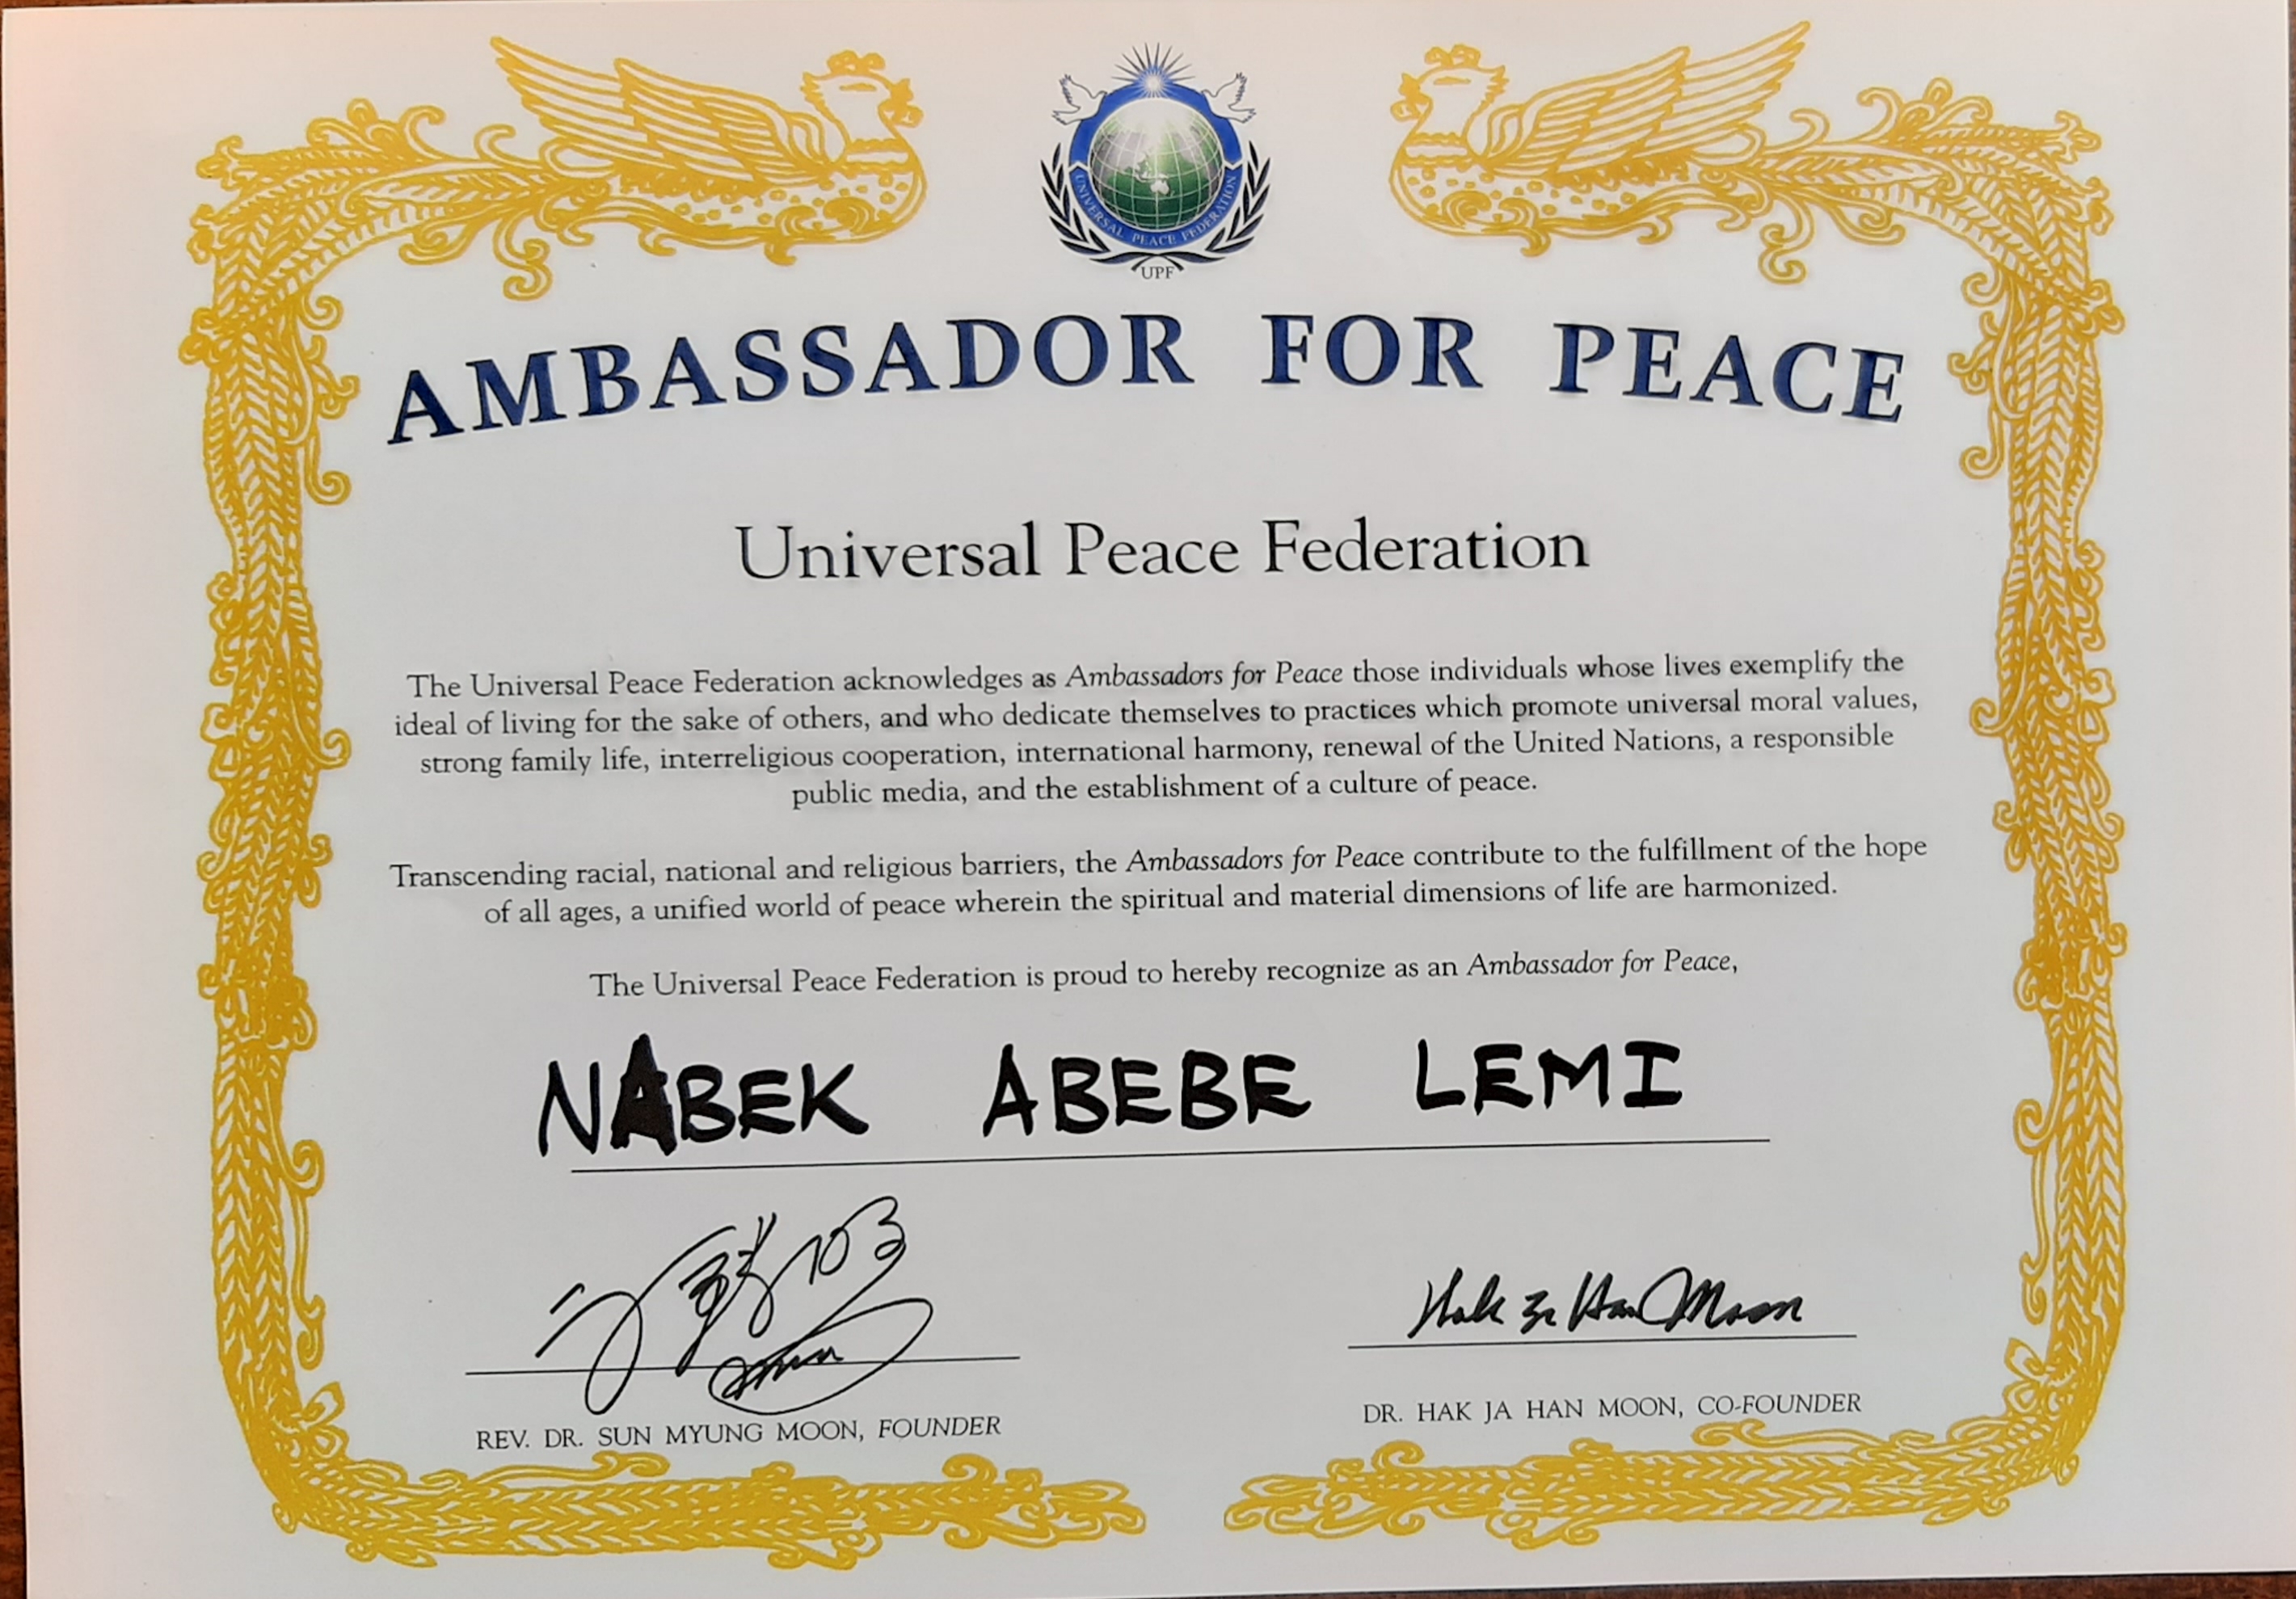 UNIVERSAL PEACE FEDERATION
UPF
AMBASSADOR FOR PEACE
Universal Peace Federation
The Universal Peace Federation acknowledges as Ambassadors for Peace those individuals whose lives exemplify the
ideal of living for the sake of others, and who dedicate themselves to practices which promote universal moral values,
strong family life, interreligious cooperation, international harmony, renewal of the United Nations, a responsible
public media, and the establishment of a culture of peace.
Transcending racial, national and religious barriers, the Ambassadors for Peace contribute to the fulfillment of the hope
of all ages, a unified world of peace wherein the spiritual and material dimensions of life are harmonized.
The Universal Peace Federation is proud to hereby recognize as an Ambassador for Peace,
NABEK ABEBE LEMI
Hak Ja Han Moon
REV. DR. SUN MYUNG MOON, FOUNDER
DR. HAK JA HAN MOON, CO-FOUNDER